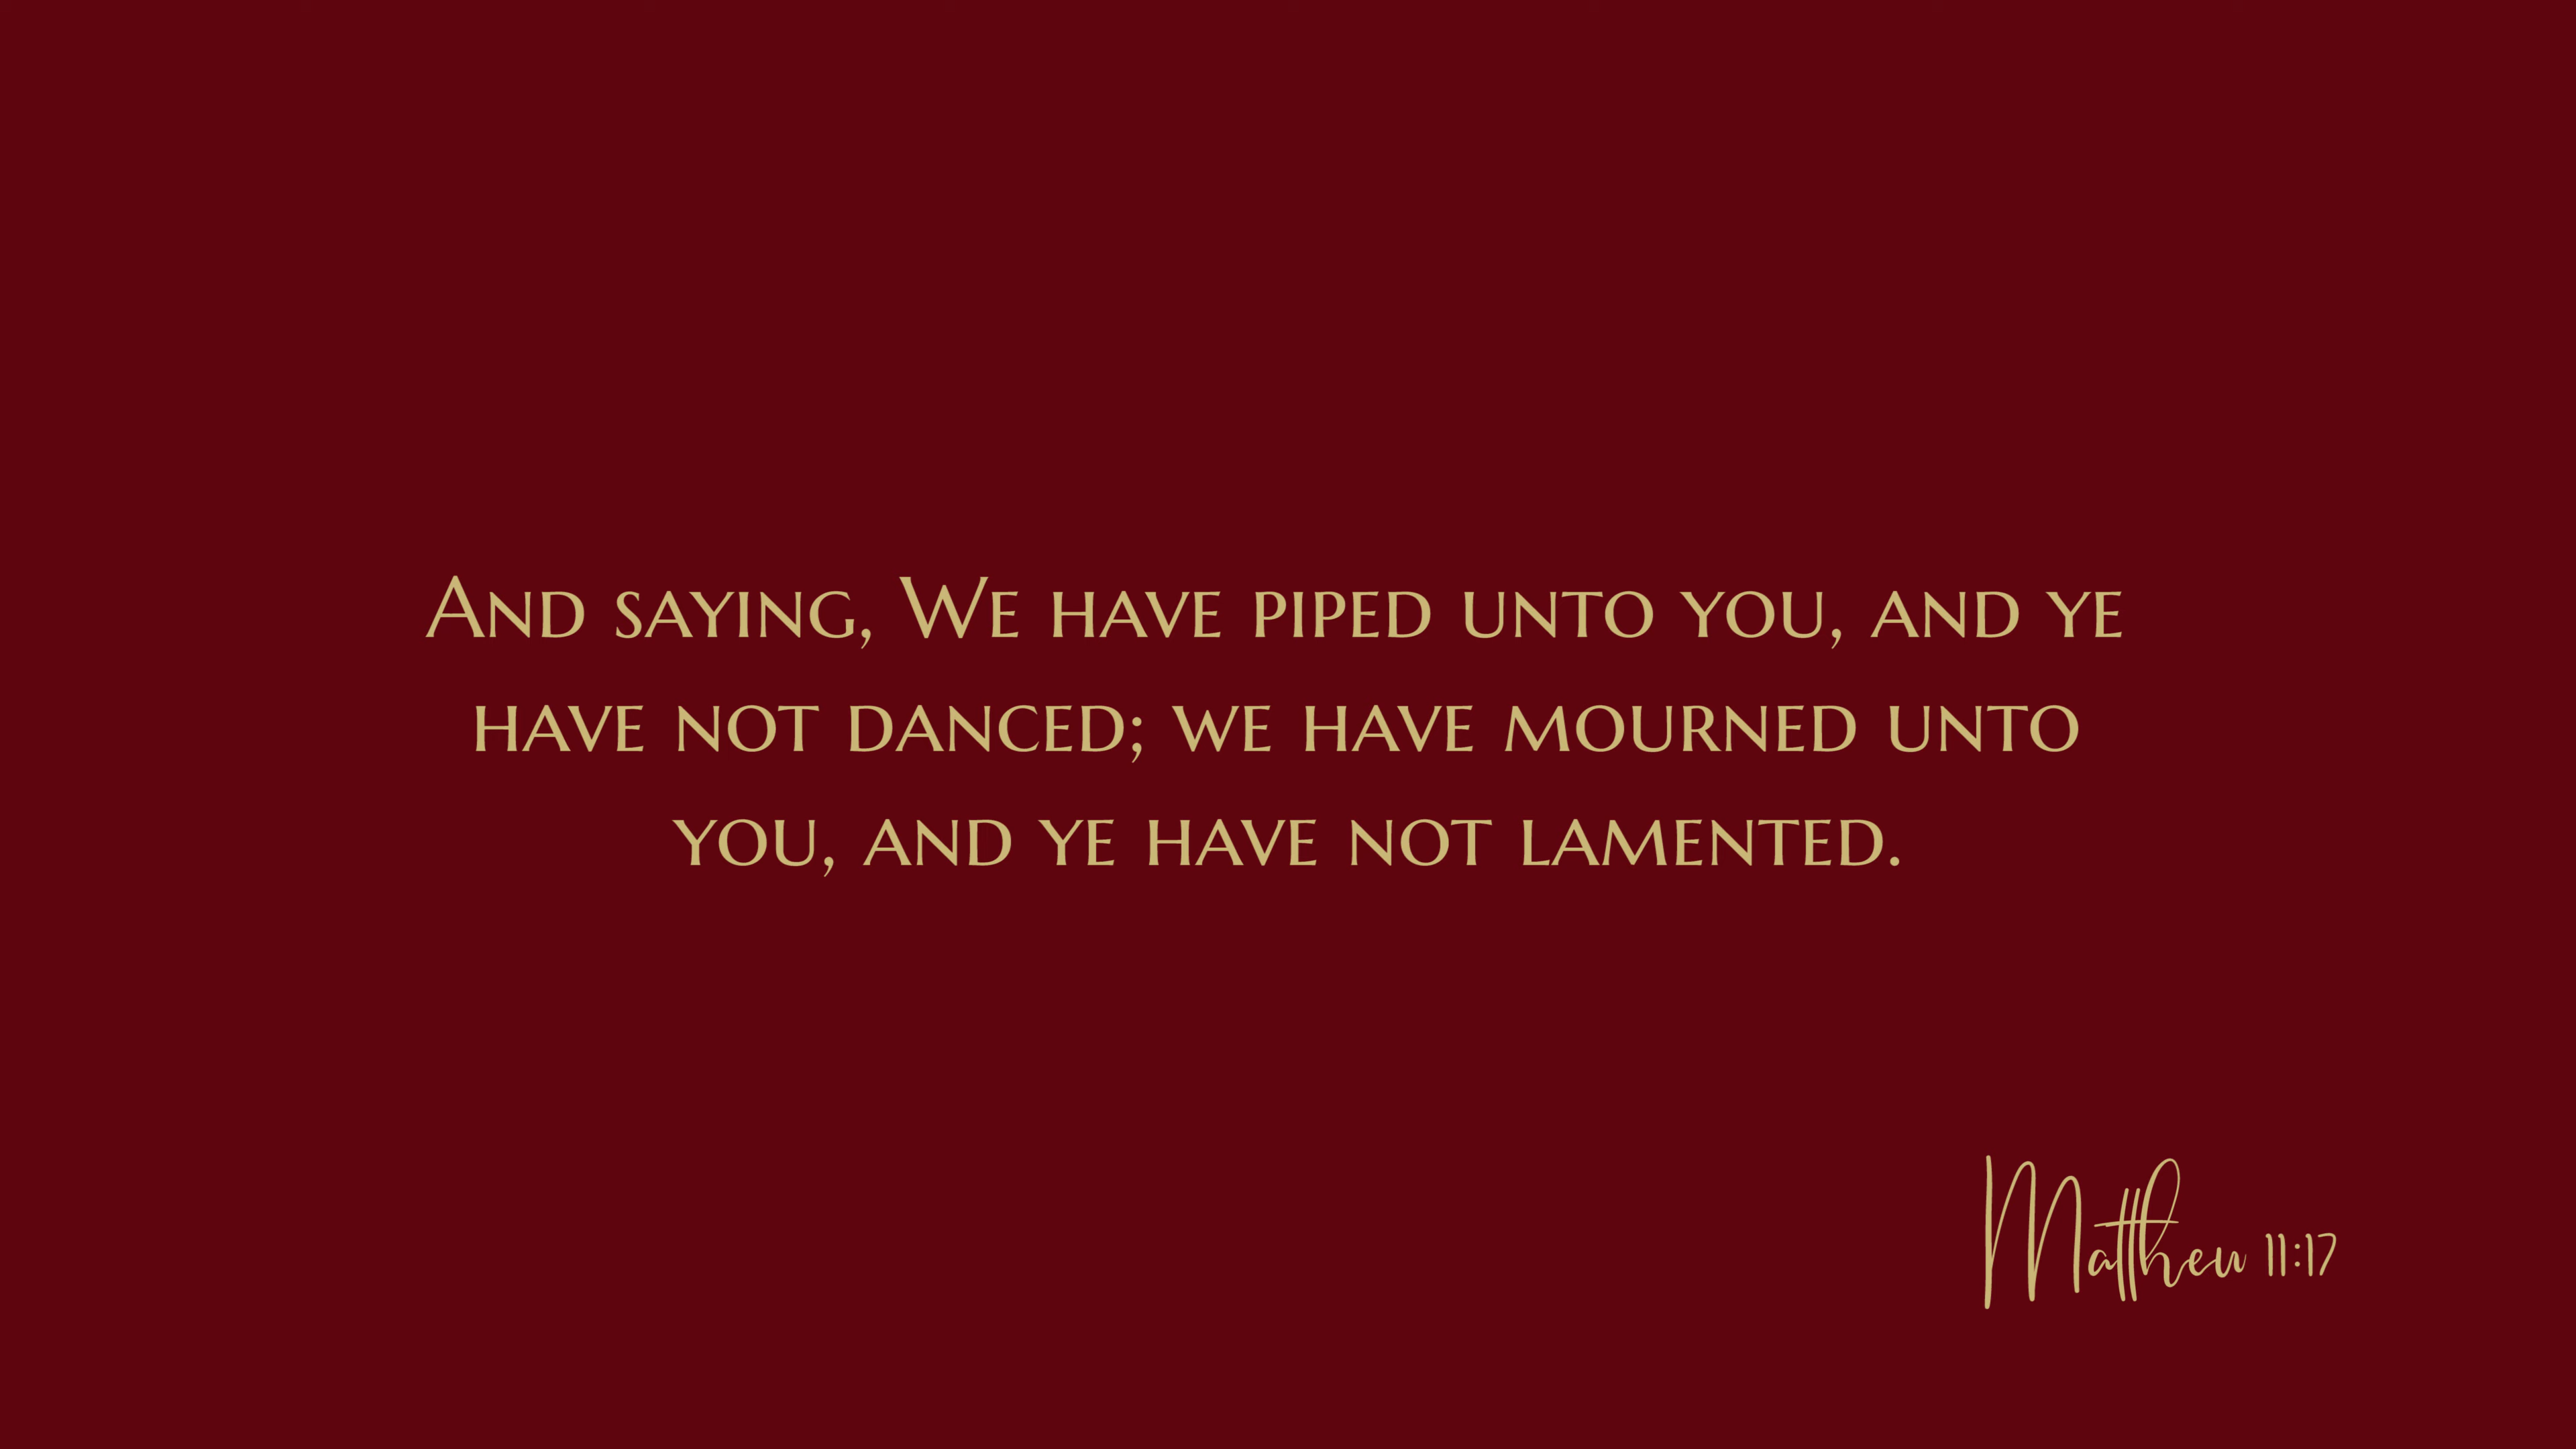 And saying, We have piped unto you, and ye
have not danced; we have mourned unto
you, and ye have not lamented.
Matthew 11:17